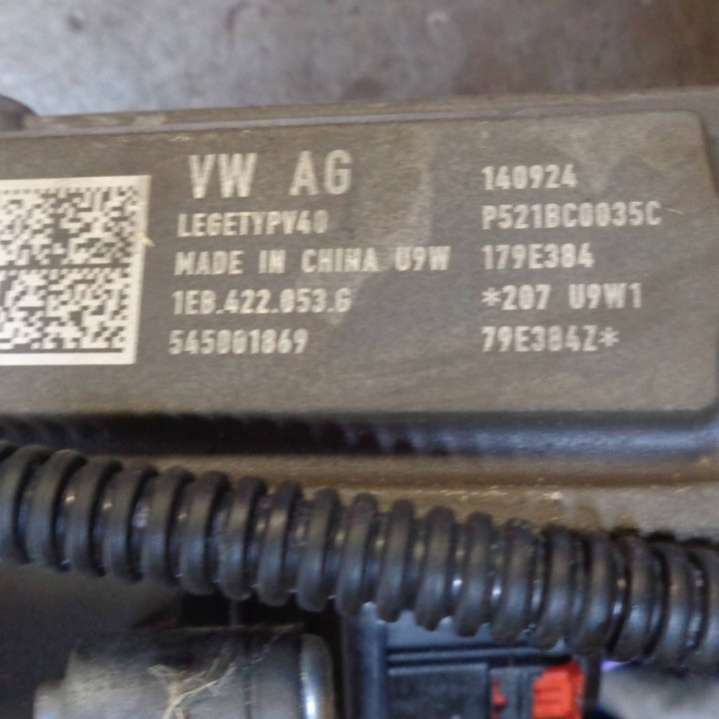 VW AG
LEGETYPV40
MADE IN CHINA U9W
1EB.422.053.G
545001869
140924
P521BC0035C
179E384
*207 U9W1
79E384Z*